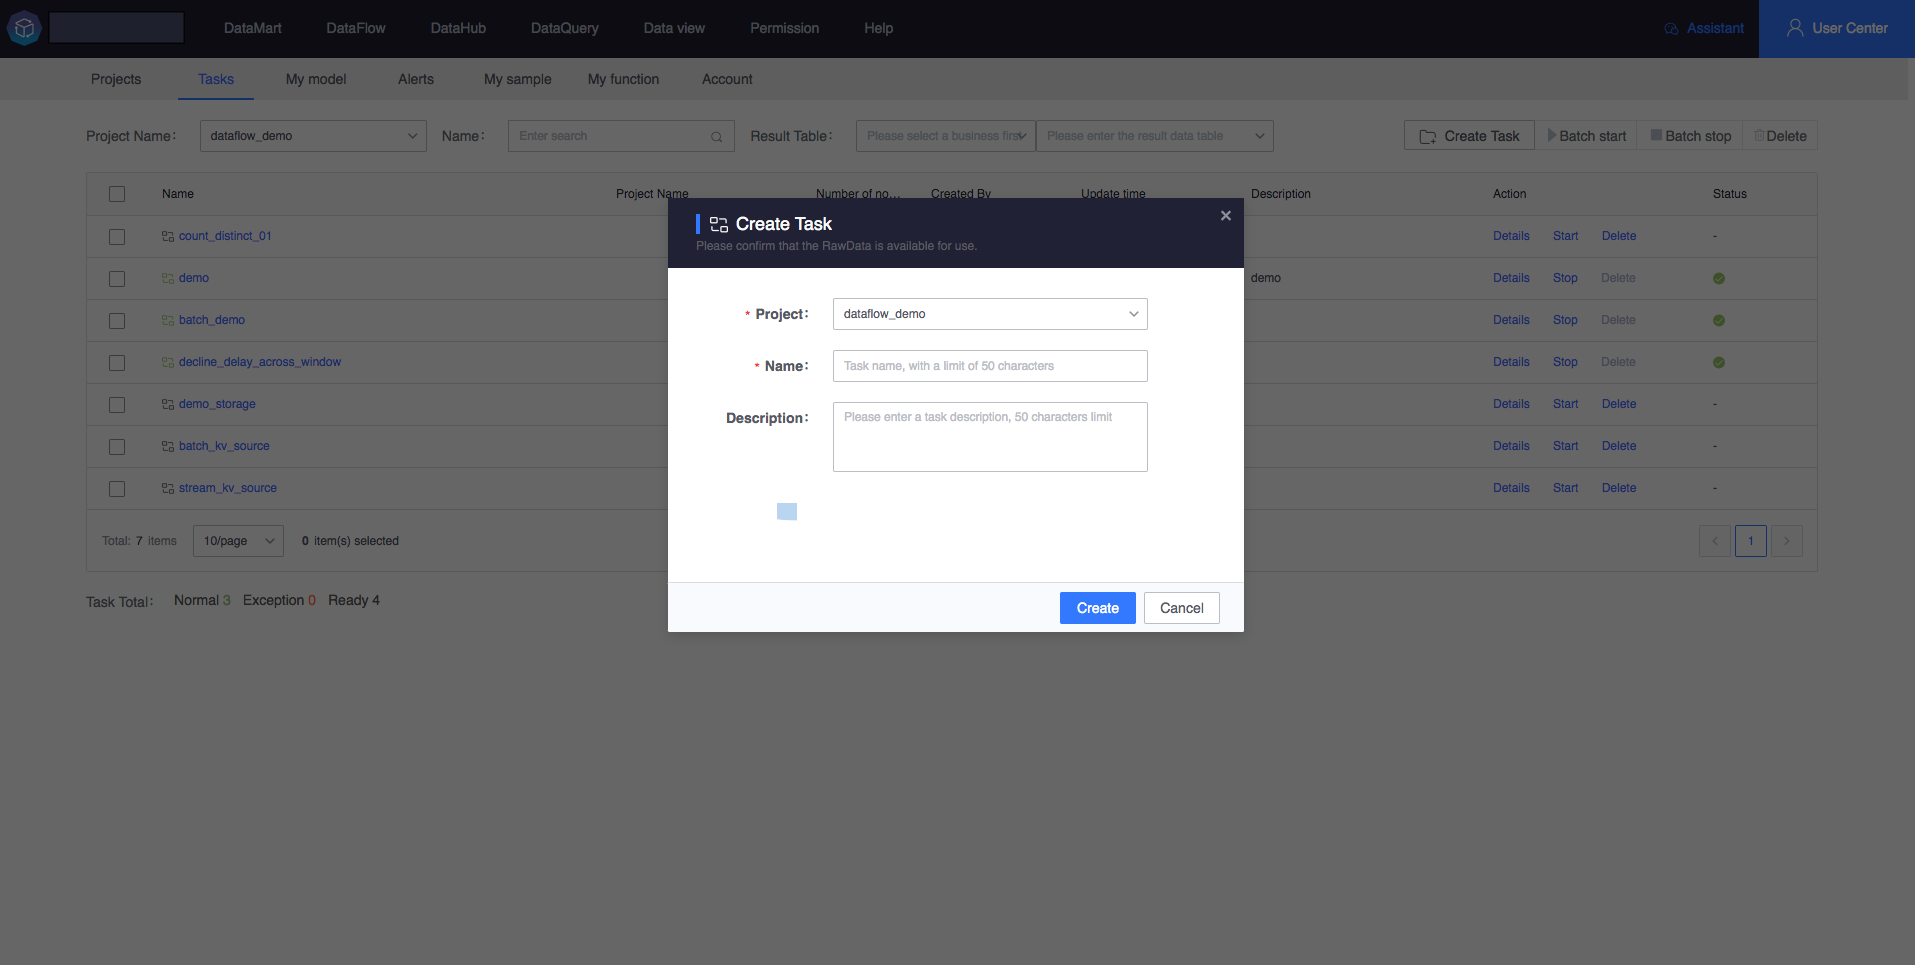 DataMart DataFlow DataHub DataQuery Data view Permission Help Assistant User Center
Projects Tasks My model Alerts My sample My function Account
Project Name: dataflow_demo Name: Enter search Result Table: Please select a business first Please enter the result data table Create Task Batch start Batch stop Delete
Name Project Name Number of no... Created By Update time Description Action Status
count_distinct_01 Details Start Delete -
demo demo Details Stop Delete
batch_demo Details Stop Delete
decline_delay_across_window Details Stop Delete
demo_storage Details Start Delete -
batch_kv_source Details Start Delete -
stream_kv_source Details Start Delete -
Total: 7 items 10/page 0 item(s) selected 1
Task Total: Normal 3 Exception 0 Ready 4
Create Task
Please confirm that the RawData is available for use.
* Project: dataflow_demo
* Name: Task name, with a limit of 50 characters
Description: Please enter a task description, 50 characters limit
Create Cancel